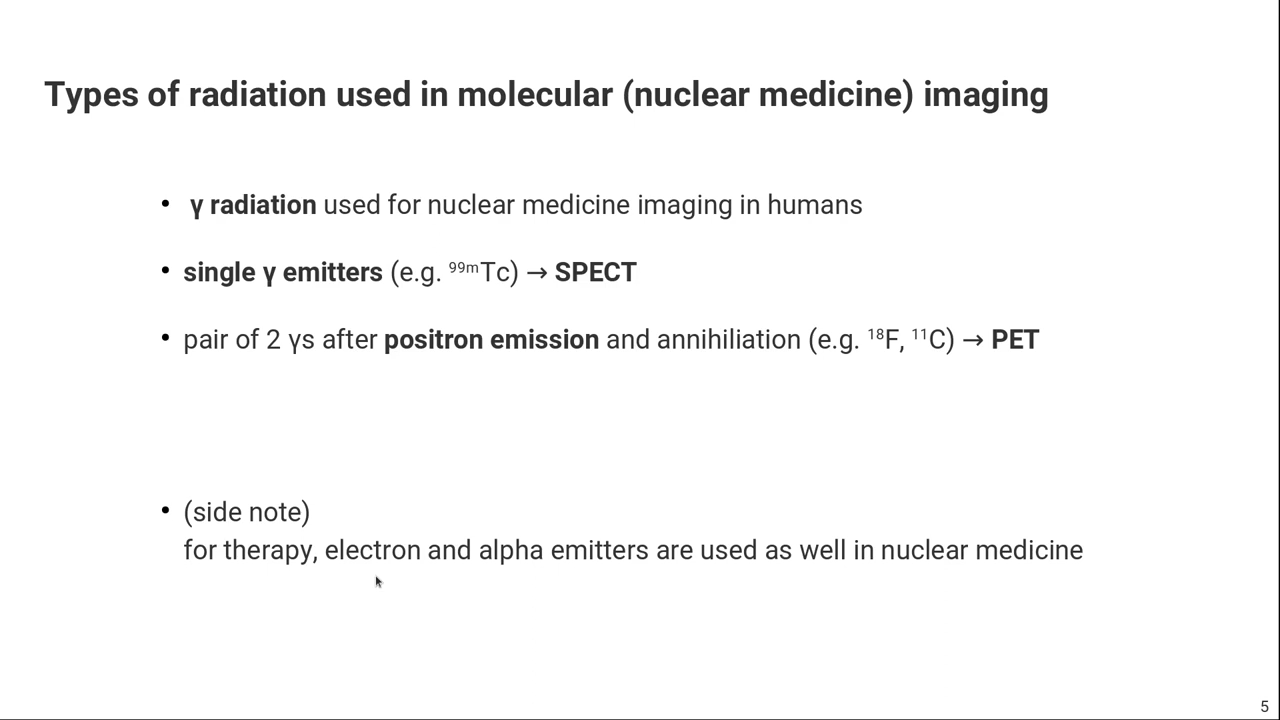 Types of radiation used in molecular (nuclear medicine) imaging
• γ radiation used for nuclear medicine imaging in humans
• single γ emitters (e.g. ⁹⁹ᵐTc) → SPECT
• pair of 2 γs after positron emission and annihiliation (e.g. ¹⁸F, ¹¹C) → PET
• (side note)
for therapy, electron and alpha emitters are used as well in nuclear medicine
5